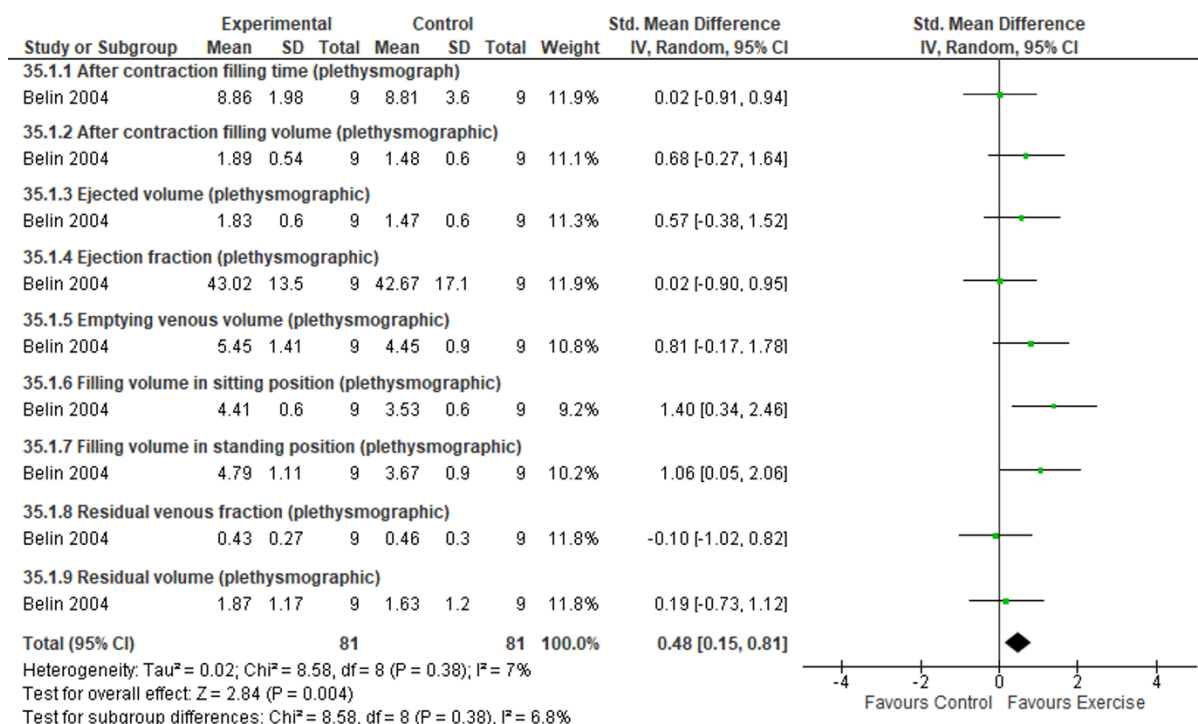 Experimental Control Std. Mean Difference Std. Mean Difference
Study or Subgroup Mean SD Total Mean SD Total Weight IV, Random, 95% CI IV, Random, 95% CI
35.1.1 After contraction filling time (plethysmograph)
Belin 2004 8.86 1.98 9 8.81 3.6 9 11.9% 0.02 [-0.91, 0.94]
35.1.2 After contraction filling volume (plethysmographic)
Belin 2004 1.89 0.54 9 1.48 0.6 9 11.1% 0.68 [-0.27, 1.64]
35.1.3 Ejected volume (plethysmographic)
Belin 2004 1.83 0.6 9 1.47 0.6 9 11.3% 0.57 [-0.38, 1.52]
35.1.4 Ejection fraction (plethysmographic)
Belin 2004 43.02 13.5 9 42.67 17.1 9 11.9% 0.02 [-0.90, 0.95]
35.1.5 Emptying venous volume (plethysmographic)
Belin 2004 5.45 1.41 9 4.45 0.9 9 10.8% 0.81 [-0.17, 1.78]
35.1.6 Filling volume in sitting position (plethysmographic)
Belin 2004 4.41 0.6 9 3.53 0.6 9 9.2% 1.40 [0.34, 2.46]
35.1.7 Filling volume in standing position (plethysmographic)
Belin 2004 4.79 1.11 9 3.67 0.9 9 10.2% 1.06 [0.05, 2.06]
35.1.8 Residual venous fraction (plethysmographic)
Belin 2004 0.43 0.27 9 0.46 0.3 9 11.8% -0.10 [-1.02, 0.82]
35.1.9 Residual volume (plethysmographic)
Belin 2004 1.87 1.17 9 1.63 1.2 9 11.8% 0.19 [-0.73, 1.12]
Total (95% CI) 81 81 100.0% 0.48 [0.15, 0.81]
Heterogeneity: Tau² = 0.02; Chi² = 8.58, df = 8 (P = 0.38); I² = 7%
Test for overall effect: Z = 2.84 (P = 0.004)
Test for subgroup differences: Chi² = 8.58, df = 8 (P = 0.38), I² = 6.8%
-4 -2 0 2 4
Favours Control Favours Exercise